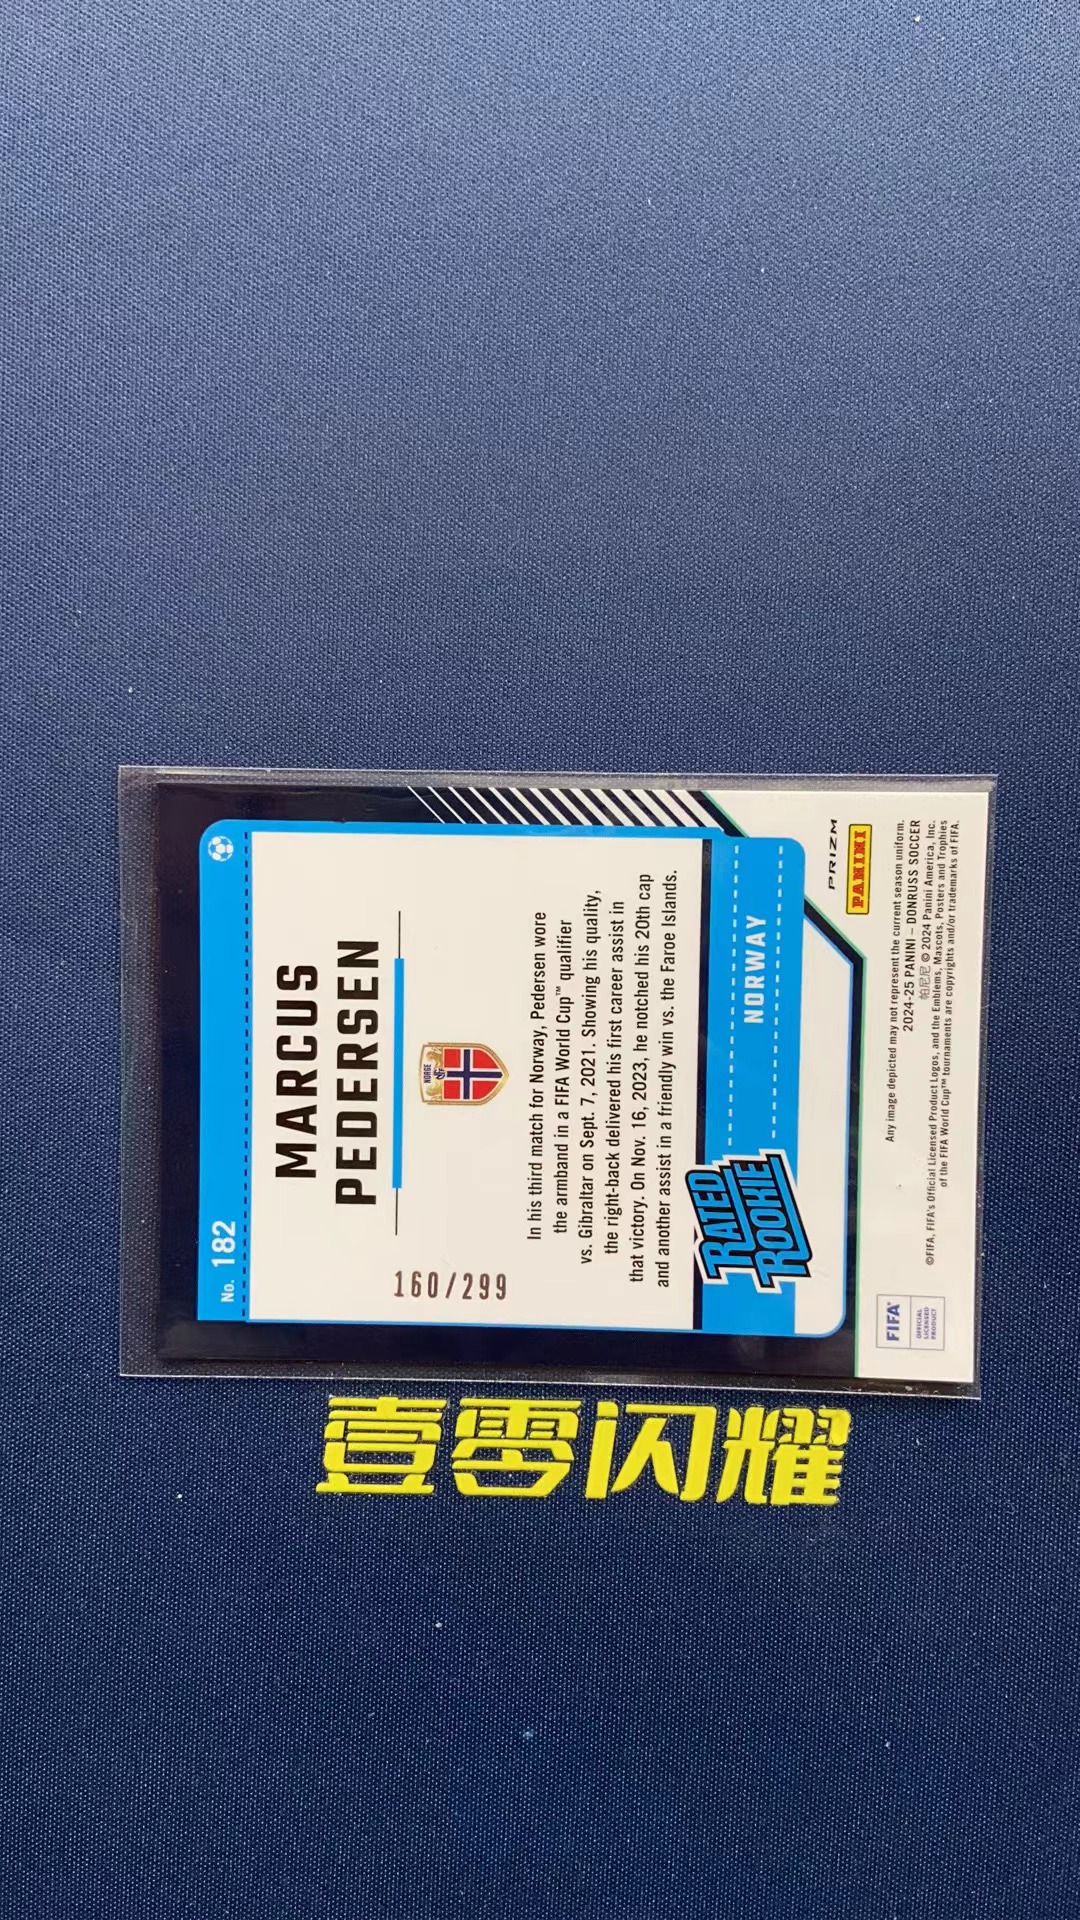 No. 182
MARCUS
PEDERSEN
NORGE
160/299
In his third match for Norway, Pedersen wore
the armband in a FIFA World Cup™ qualifier
vs. Gibraltar on Sept. 7, 2021. Showing his quality,
the right-back delivered his first career assist in
that victory. On Nov. 16, 2023, he notched his 20th cap
and another assist in a friendly win vs. the Faroe Islands.
RATED
ROOKIE
NORWAY
PRIZM
PANINI
Any image depicted may not represent the current season uniform.
2024-25 PANINI – DONRUSS SOCCER
帕尼尼 © 2024 Panini America, Inc.
©FIFA, FIFA's Official Licensed Product Logos, and the Emblems, Mascots, Posters and Trophies
of the FIFA World Cup™ tournaments are copyrights and/or trademarks of FIFA.
FIFA
OFFICIAL
LICENSED
PRODUCT
壹零闪耀